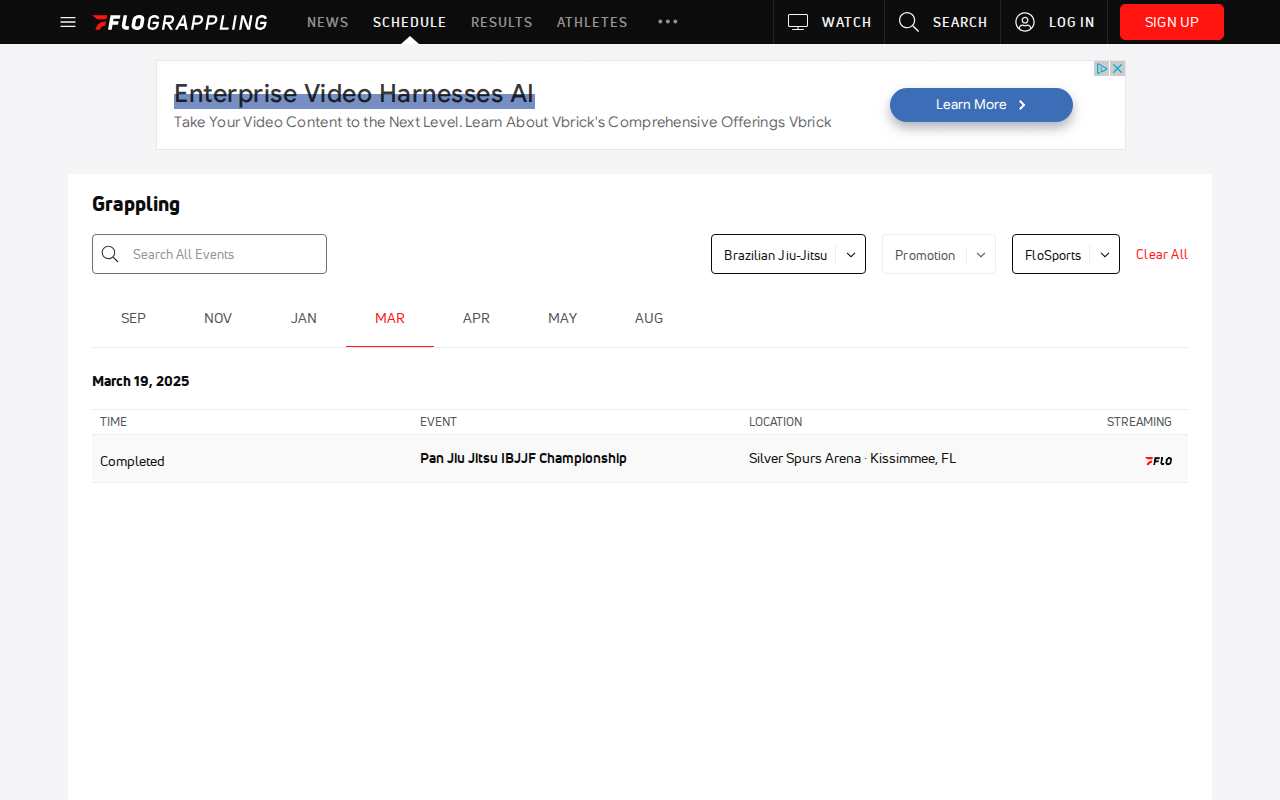 FLOGRAPPLING NEWS SCHEDULE RESULTS ATHLETES WATCH SEARCH LOG IN SIGN UP
Enterprise Video Harnesses AI
Take Your Video Content to the Next Level. Learn About Vbrick's Comprehensive Offerings Vbrick
Learn More
Grappling
Search All Events Brazilian Jiu-Jitsu Promotion FloSports Clear All
SEP NOV JAN MAR APR MAY AUG
March 19, 2025
TIME EVENT LOCATION STREAMING
Completed Pan Jiu Jitsu IBJJF Championship Silver Spurs Arena · Kissimmee, FL FLO